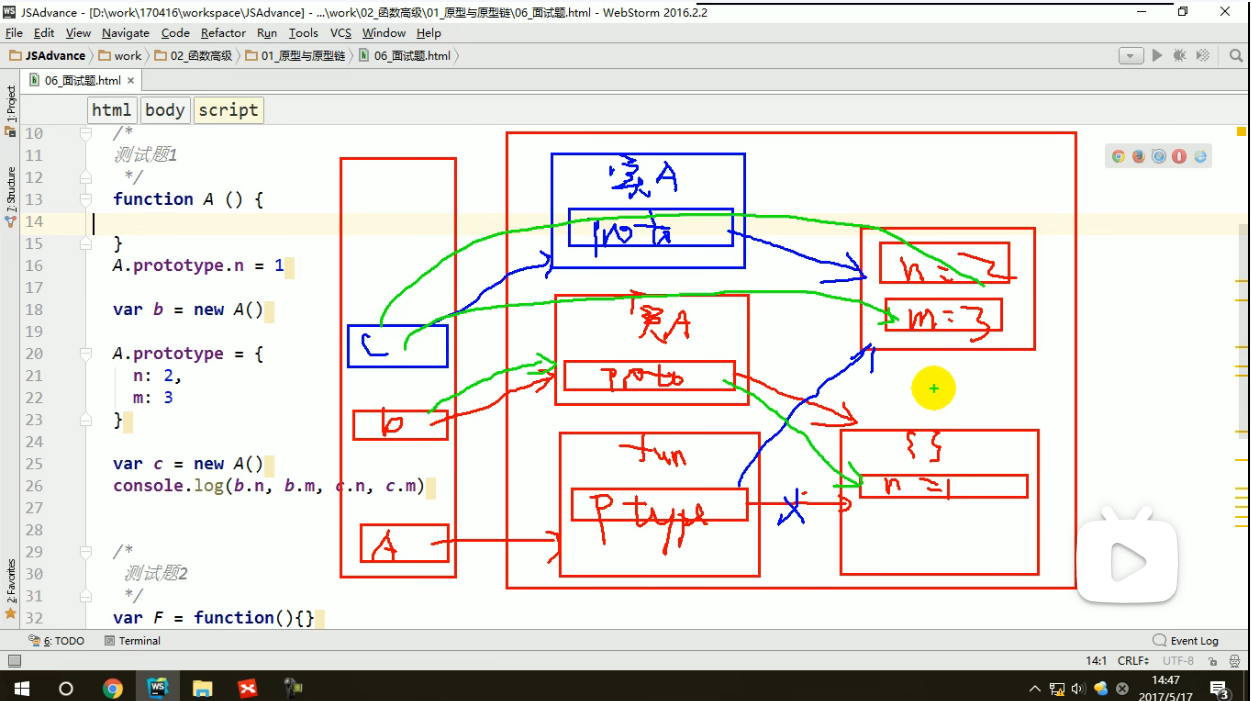 JSAdvance - [D:\work\170416\workspace\JSAdvance] - ...\work\02_函数高级\01_原型与原型链\06_面试题.html - WebStorm 2016.2.2
File Edit View Navigate Code Refactor Run Tools VCS Window Help
JSAdvance work 02_函数高级 01_原型与原型链 06_面试题.html
06_面试题.html
html body script
1: Project
Z: Structure
2: Favorites
10 /*
11 测试题1
12 */
13 function A () {
14
15 }
16 A.prototype.n = 1
17
18 var b = new A()
19
20 A.prototype = {
21 n: 2,
22 m: 3
23 }
24
25 var c = new A()
26 console.log(b.n, b.m, c.n, c.m)
27
28
29 /*
30 测试题2
31 */
32 var F = function(){}
实A
proto
n=2
m=3
实A
proto
C
b
A
fun
Ptype
{}
n=1
6: TODO Terminal Event Log
14:1 CRLF UTF-8
14:47
2017/5/17
3